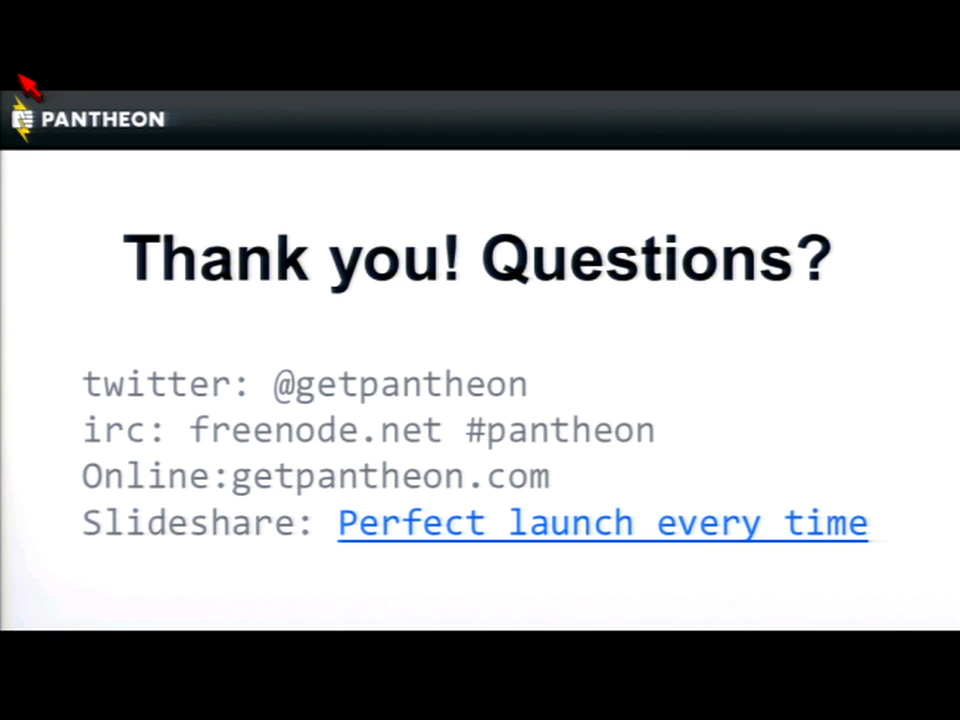 PANTHEON
Thank you! Questions?
twitter: @getpantheon
irc: freenode.net #pantheon
Online:getpantheon.com
Slideshare: Perfect launch every time